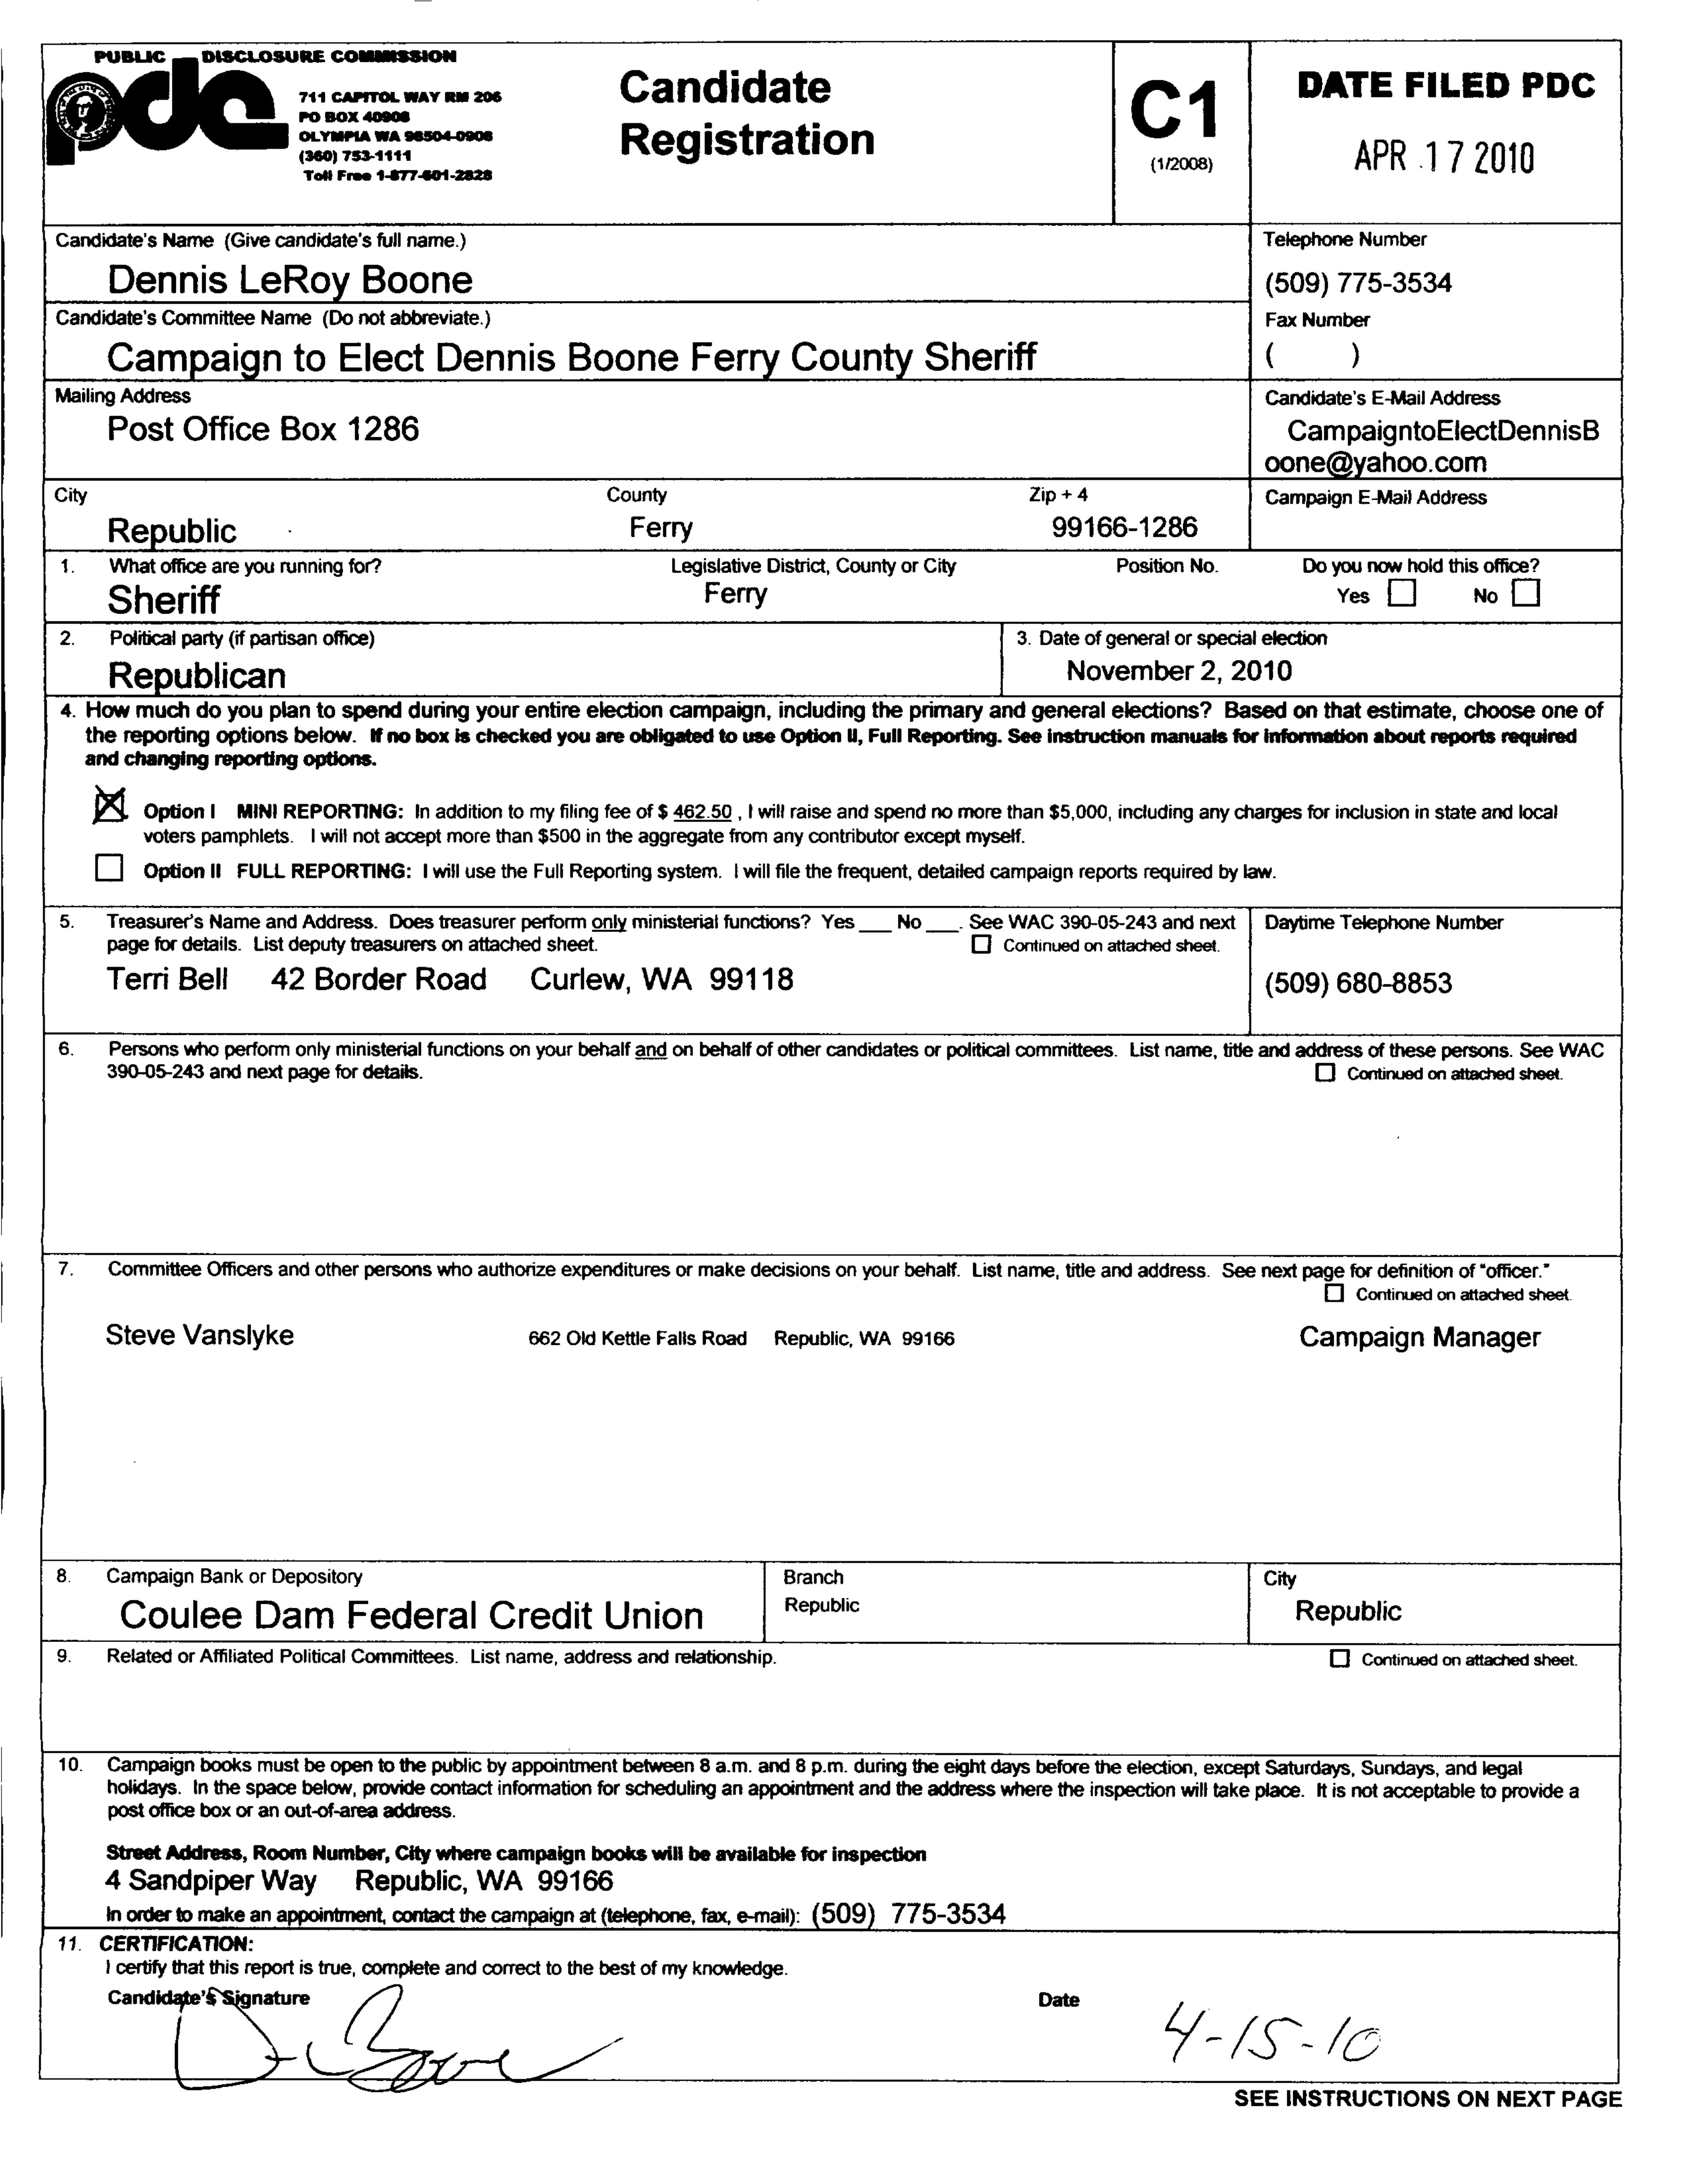 PUBLIC DISCLOSURE COMMISSION
pdc
711 CAPITOL WAY RM 206
PO BOX 40908
OLYMPIA WA 98504-0908
(360) 753-1111
Toll Free 1-877-601-2828
Candidate
Registration
C1
(1/2008)
DATE FILED PDC
APR 17 2010
Candidate's Name (Give candidate's full name.)
Dennis LeRoy Boone
Telephone Number
(509) 775-3534
Candidate's Committee Name (Do not abbreviate.)
Campaign to Elect Dennis Boone Ferry County Sheriff
Fax Number
( )
Mailing Address
Post Office Box 1286
Candidate's E-Mail Address
CampaigntoElectDennisB
oone@yahoo.com
City County Zip + 4
Republic Ferry 99166-1286
Campaign E-Mail Address
1. What office are you running for? Legislative District, County or City Position No. Do you now hold this office?
Sheriff Ferry Yes No
2. Political party (if partisan office)
Republican
3. Date of general or special election
November 2, 2010
4. How much do you plan to spend during your entire election campaign, including the primary and general elections? Based on that estimate, choose one of
the reporting options below. If no box is checked you are obligated to use Option II, Full Reporting. See instruction manuals for information about reports required
and changing reporting options.
Option I MINI REPORTING: In addition to my filing fee of $ 462.50 , I will raise and spend no more than $5,000, including any charges for inclusion in state and local
voters pamphlets. I will not accept more than $500 in the aggregate from any contributor except myself.
Option II FULL REPORTING: I will use the Full Reporting system. I will file the frequent, detailed campaign reports required by law.
5. Treasurer's Name and Address. Does treasurer perform only ministerial functions? Yes ___ No ___. See WAC 390-05-243 and next
page for details. List deputy treasurers on attached sheet. Continued on attached sheet.
Terri Bell 42 Border Road Curlew, WA 99118
Daytime Telephone Number
(509) 680-8853
6. Persons who perform only ministerial functions on your behalf and on behalf of other candidates or political committees. List name, title and address of these persons. See WAC
390-05-243 and next page for details. Continued on attached sheet.
7. Committee Officers and other persons who authorize expenditures or make decisions on your behalf. List name, title and address. See next page for definition of "officer."
Continued on attached sheet.
Steve Vanslyke 662 Old Kettle Falls Road Republic, WA 99166 Campaign Manager
8. Campaign Bank or Depository
Coulee Dam Federal Credit Union
Branch
Republic
City
Republic
9. Related or Affiliated Political Committees. List name, address and relationship. Continued on attached sheet.
10. Campaign books must be open to the public by appointment between 8 a.m. and 8 p.m. during the eight days before the election, except Saturdays, Sundays, and legal
holidays. In the space below, provide contact information for scheduling an appointment and the address where the inspection will take place. It is not acceptable to provide a
post office box or an out-of-area address.
Street Address, Room Number, City where campaign books will be available for inspection
4 Sandpiper Way Republic, WA 99166
In order to make an appointment, contact the campaign at (telephone, fax, e-mail): (509) 775-3534
11. CERTIFICATION:
I certify that this report is true, complete and correct to the best of my knowledge.
Candidate's Signature Date
D Boone 4-15-10
SEE INSTRUCTIONS ON NEXT PAGE